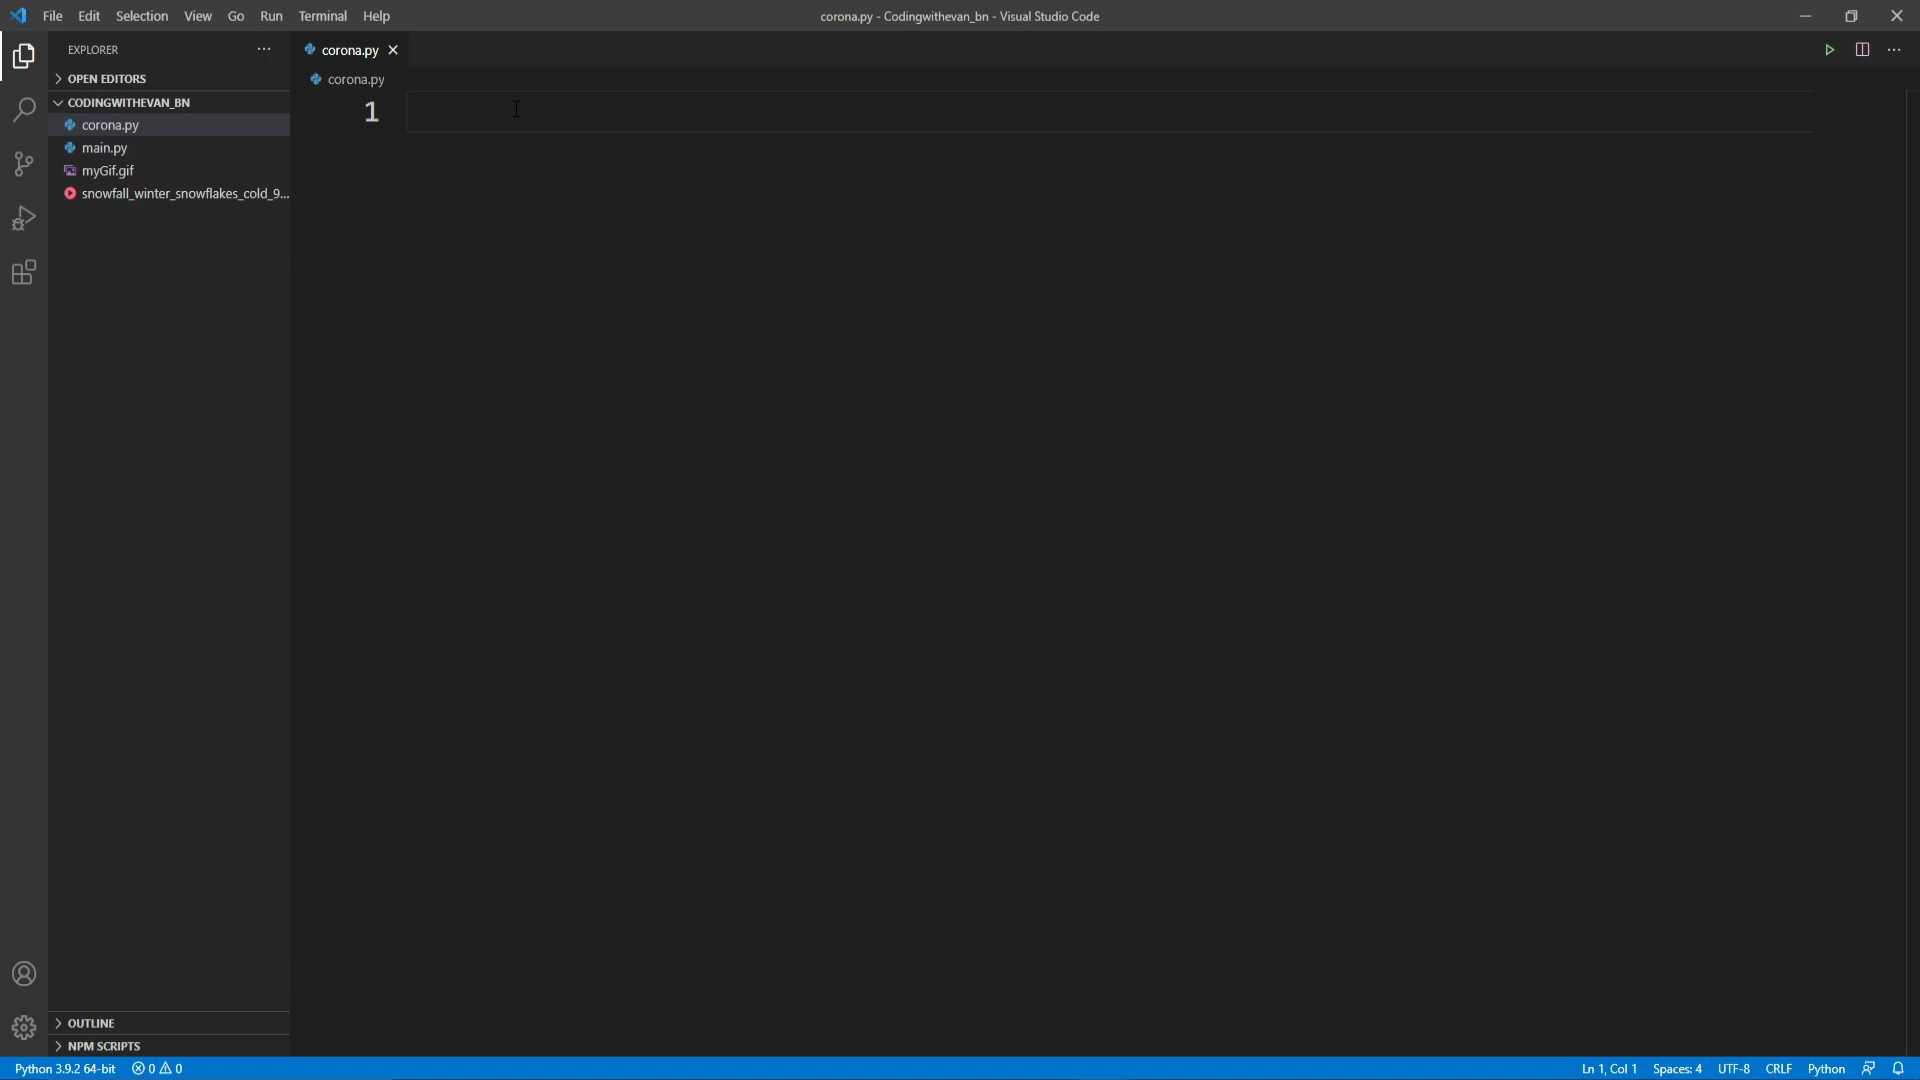 File Edit Selection View Go Run Terminal Help
corona.py - Codingwithevan_bn - Visual Studio Code
EXPLORER
corona.py
OPEN EDITORS
corona.py
CODINGWITHEVAN_BN
1
corona.py
main.py
myGif.gif
snowfall_winter_snowflakes_cold_9...
OUTLINE
NPM SCRIPTS
Python 3.9.2 64-bit 0 0
Ln 1, Col 1 Spaces: 4 UTF-8 CRLF Python